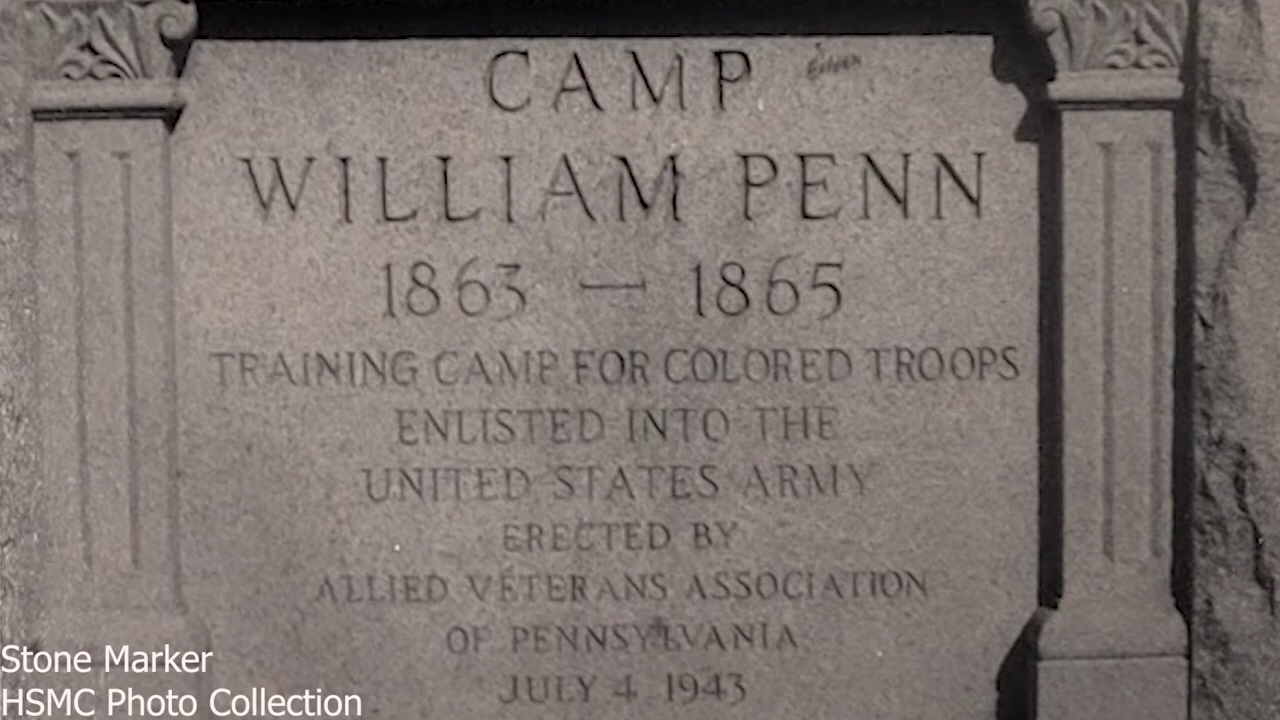 CAMP
WILLIAM PENN
1863 — 1865
TRAINING CAMP FOR COLORED TROOPS
ENLISTED INTO THE
UNITED STATES ARMY
ERECTED BY
ALLIED VETERANS ASSOCIATION
OF PENNSYLVANIA
JULY 4 1943
Stone Marker
HSMC Photo Collection